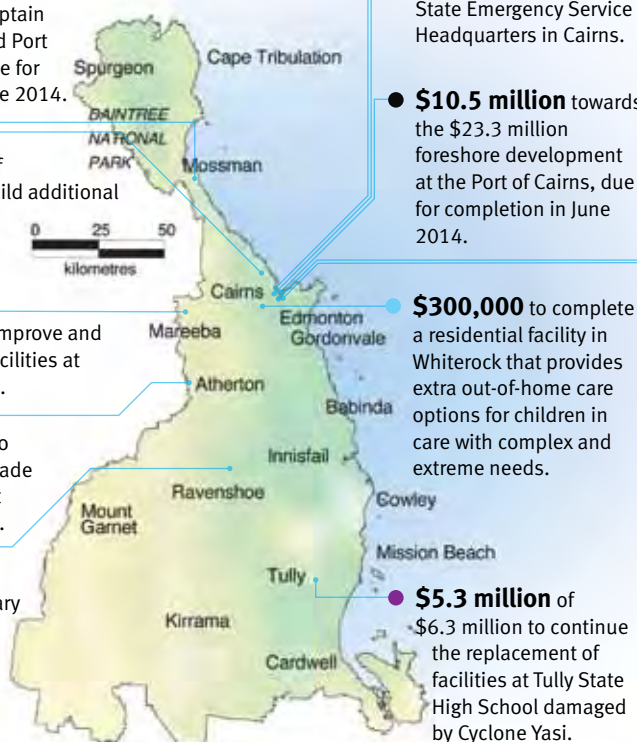 ptain
d Port
e for
e 2014.
f
ild additional
mprove and
cilities at
.
o
ade
t
.
ary
Spurgeon
Cape Tribulation
DAINTREE
NATIONAL
PARK
Mossman
0 25 50
kilometres
Cairns
Edmonton
Mareeba
Gordonvale
Atherton
Babinda
Innisfail
Ravenshoe
Cowley
Mount
Garnet
Mission Beach
Tully
Kirrama
Cardwell
State Emergency Service
Headquarters in Cairns.
$10.5 million towards
the $23.3 million
foreshore development
at the Port of Cairns, due
for completion in June
2014.
$300,000 to complete
a residential facility in
Whiterock that provides
extra out-of-home care
options for children in
care with complex and
extreme needs.
$5.3 million of
$6.3 million to continue
the replacement of
facilities at Tully State
High School damaged
by Cyclone Yasi.